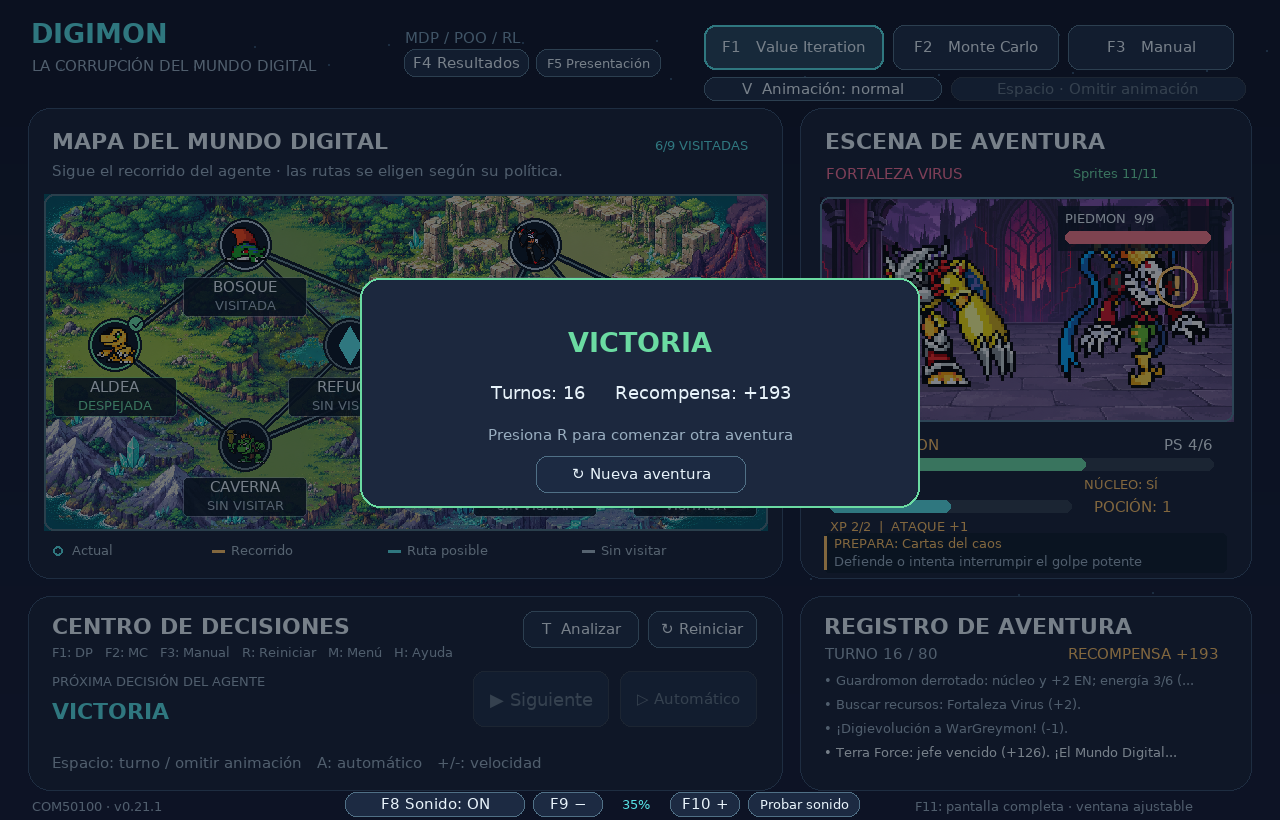 DIGIMON
LA CORRUPCIÓN DEL MUNDO DIGITAL
MDP / POO / RL
F4 Resultados
F5 Presentación
F1 Value Iteration
F2 Monte Carlo
F3 Manual
V Animación: normal
Espacio · Omitir animación
MAPA DEL MUNDO DIGITAL
6/9 VISITADAS
Sigue el recorrido del agente · las rutas se eligen según su política.
BOSQUE
VISITADA
ALDEA
DESPEJADA
CAVERNA
SIN VISITAR
Actual
Recorrido
Ruta posible
Sin visitar
ESCENA DE AVENTURA
FORTALEZA VIRUS
Sprites 11/11
PIEDMON 9/9
!
PS 4/6
NÚCLEO: SÍ
POCIÓN: 1
XP 2/2 | ATAQUE +1
PREPARA: Cartas del caos
Defiende o intenta interrumpir el golpe potente
VICTORIA
Turnos: 16 Recompensa: +193
Presiona R para comenzar otra aventura
↻ Nueva aventura
CENTRO DE DECISIONES
T Analizar
↻ Reiniciar
F1: DP F2: MC F3: Manual R: Reiniciar M: Menú H: Ayuda
PRÓXIMA DECISIÓN DEL AGENTE
VICTORIA
▶ Siguiente
▷ Automático
Espacio: turno / omitir animación A: automático +/-: velocidad
REGISTRO DE AVENTURA
TURNO 16 / 80
RECOMPENSA +193
• Guardromon derrotado: núcleo y +2 EN; energía 3/6 (...
• Buscar recursos: Fortaleza Virus (+2).
• ¡Digievolución a WarGreymon! (-1).
• Terra Force: jefe vencido (+126). ¡El Mundo Digital...
COM50100 · v0.21.1
F8 Sonido: ON
F9 −
35%
F10 +
Probar sonido
F11: pantalla completa · ventana ajustable